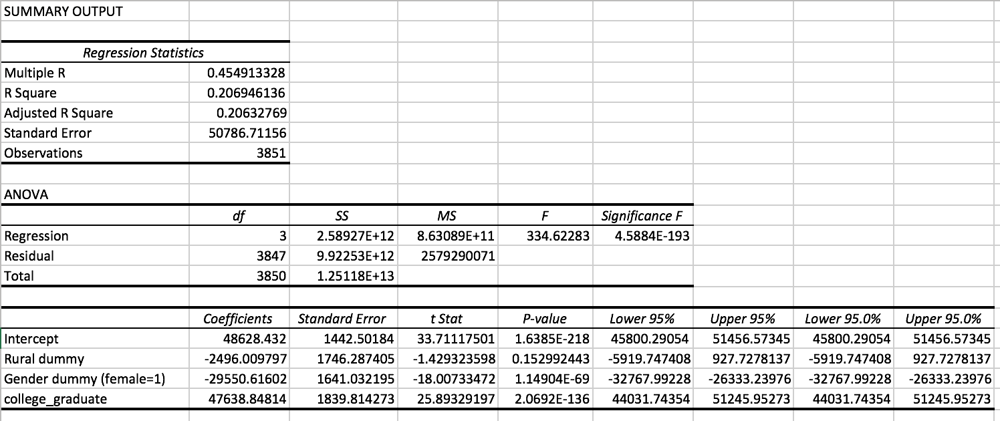 SUMMARY OUTPUT
Regression Statistics
Multiple R 0.454913328
R Square 0.206946136
Adjusted R Square 0.20632769
Standard Error 50786.71156
Observations 3851
ANOVA
df SS MS F Significance F
Regression 3 2.58927E+12 8.63089E+11 334.62283 4.5884E-193
Residual 3847 9.92253E+12 2579290071
Total 3850 1.25118E+13
Coefficients Standard Error t Stat P-value Lower 95% Upper 95% Lower 95.0% Upper 95.0%
Intercept 48628.432 1442.50184 33.71117501 1.6385E-218 45800.29054 51456.57345 45800.29054 51456.57345
Rural dummy -2496.009797 1746.287405 -1.429323598 0.152992443 -5919.747408 927.7278137 -5919.747408 927.7278137
Gender dummy (female=1) -29550.61602 1641.032195 -18.00733472 1.14904E-69 -32767.99228 -26333.23976 -32767.99228 -26333.23976
college_graduate 47638.84814 1839.814273 25.89329197 2.0692E-136 44031.74354 51245.95273 44031.74354 51245.95273